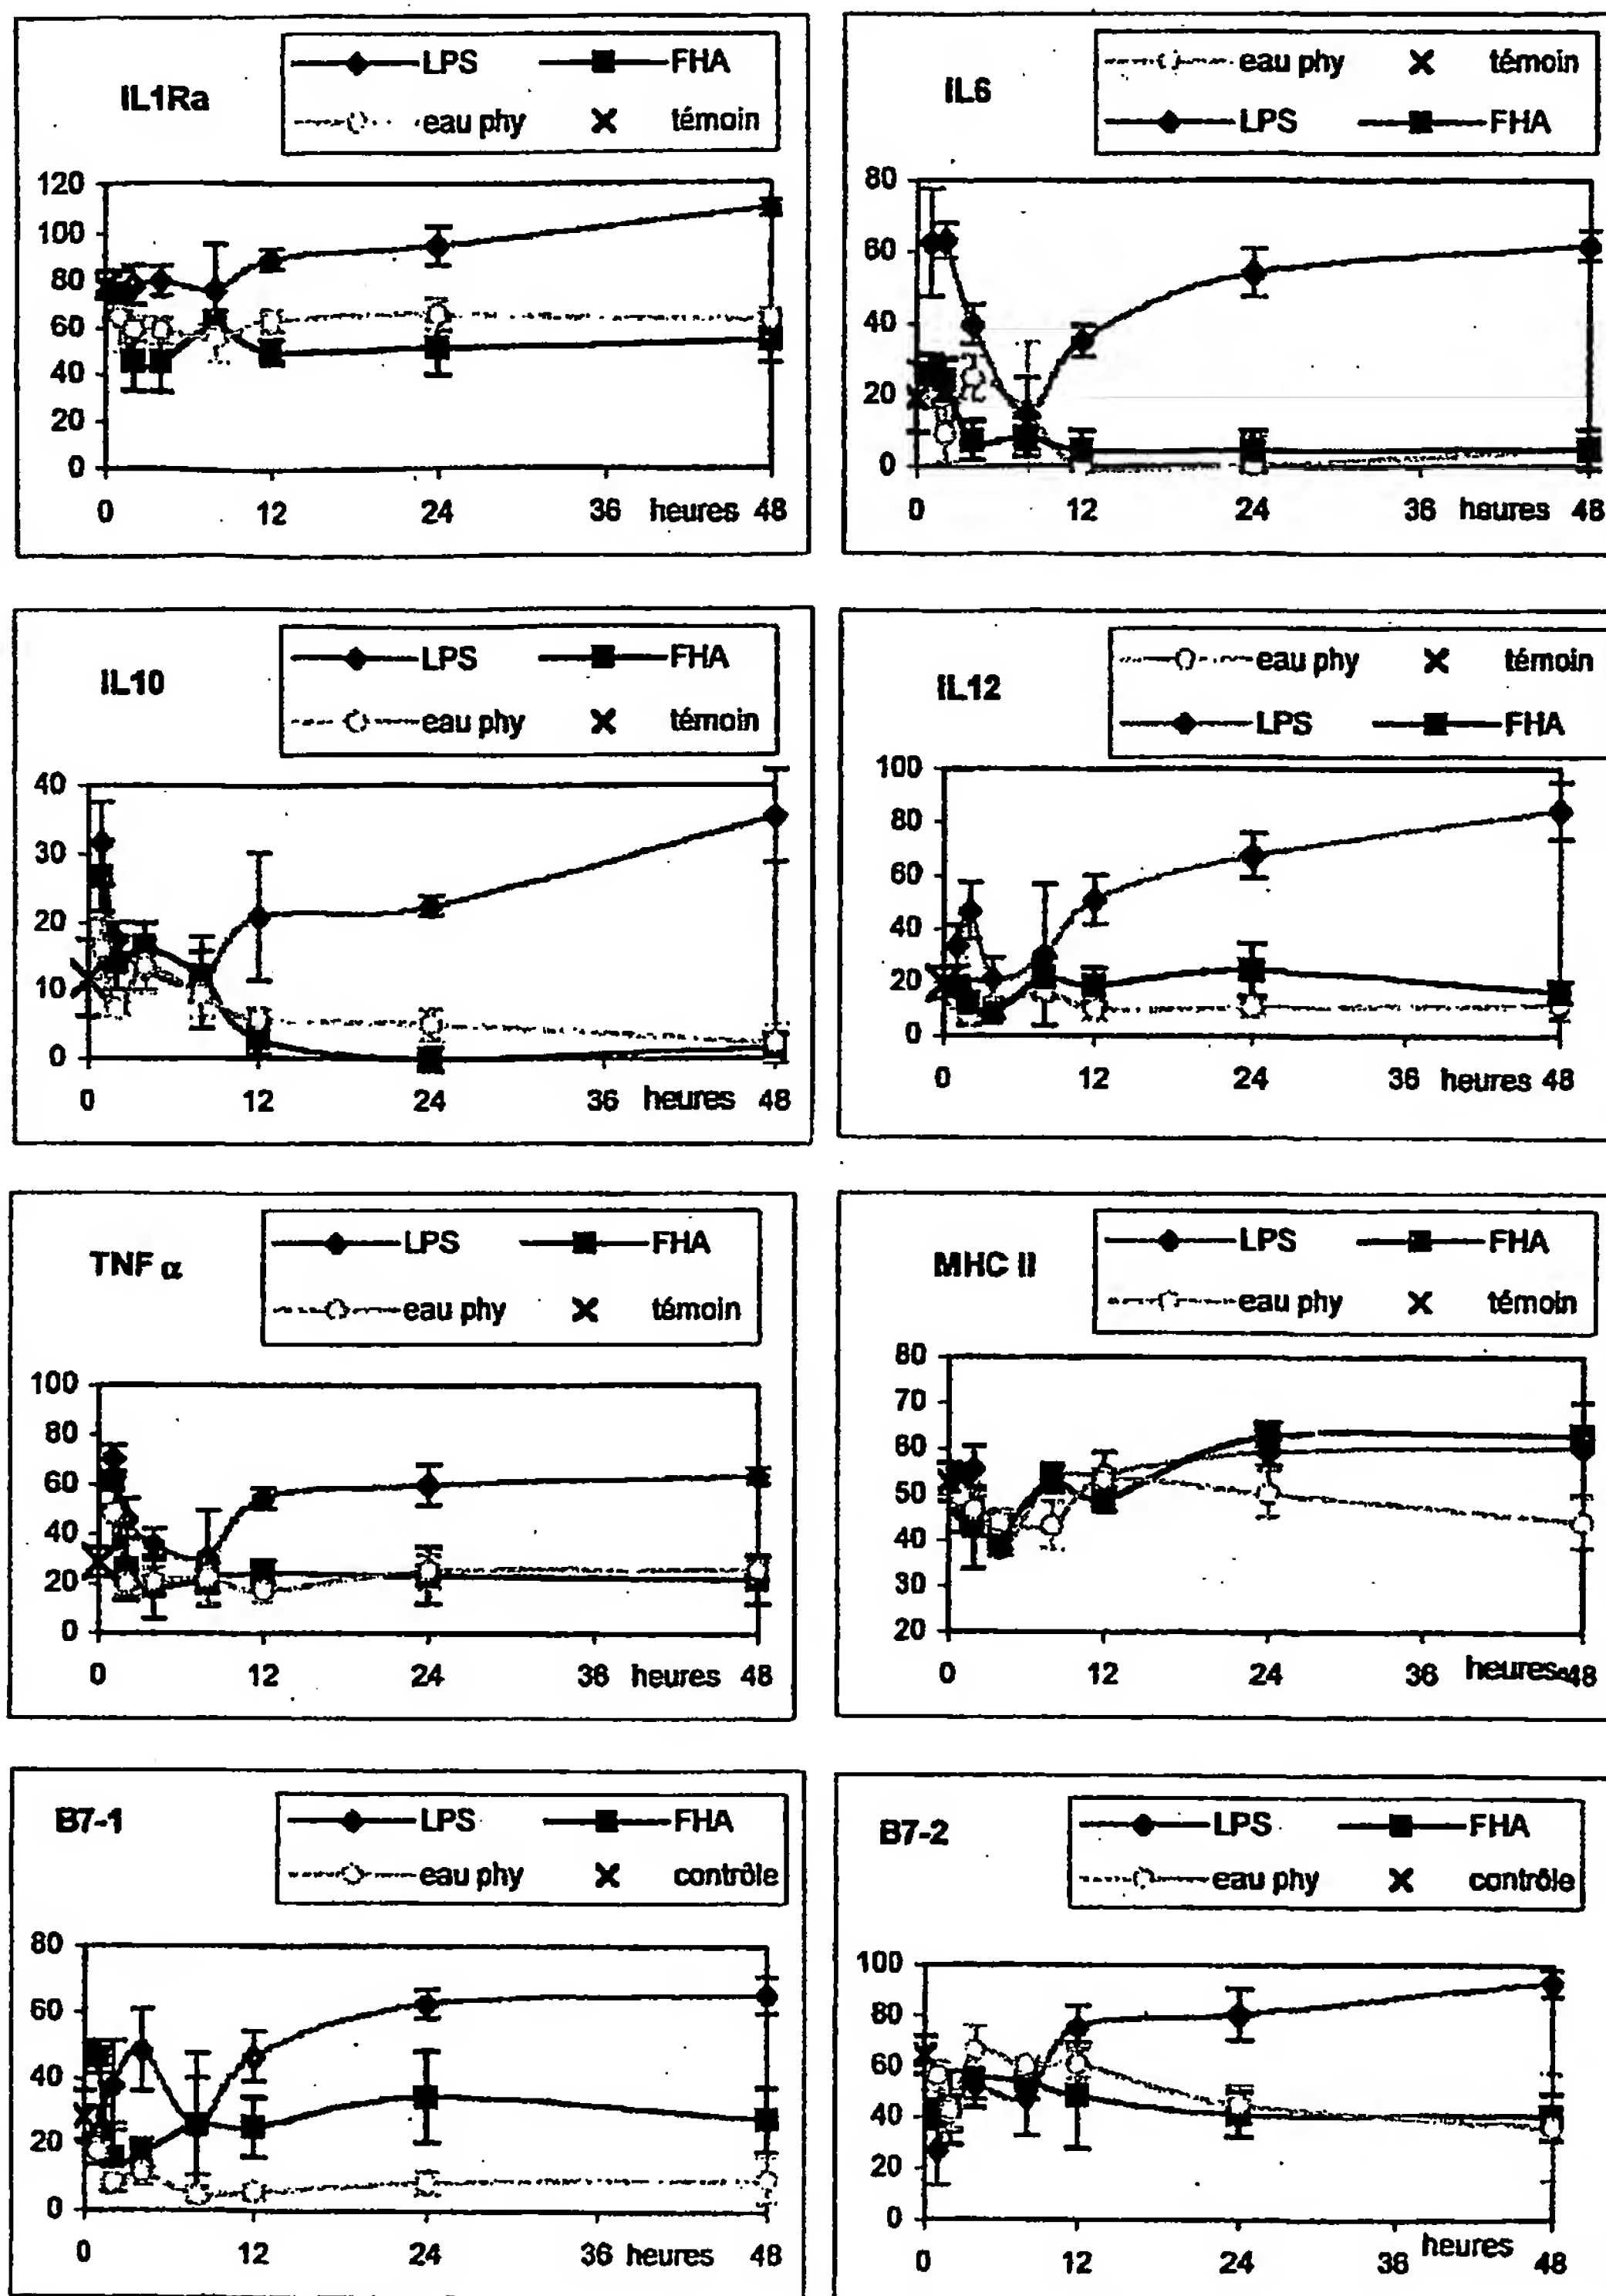 IL1Ra
LPS FHA
eau phy témoin
120
100
80
60
40
20
0
0 12 24 36 heures 48
IL6
eau phy témoin
LPS FHA
80
60
40
20
0
0 12 24 36 heures 48
IL10
LPS FHA
eau phy témoin
40
30
20
10
0
0 12 24 36 heures 48
IL12
eau phy témoin
LPS FHA
100
80
60
40
20
0
0 12 24 36 heures 48
TNF α
LPS FHA
eau phy témoin
100
80
60
40
20
0
0 12 24 36 heures 48
MHC II
LPS FHA
eau phy témoin
80
70
60
50
40
30
20
0 12 24 36 heures 48
B7-1
LPS FHA
eau phy contrôle
80
60
40
20
0
0 12 24 36 heures 48
B7-2
LPS FHA
eau phy contrôle
100
80
60
40
20
0
0 12 24 36 heures 48